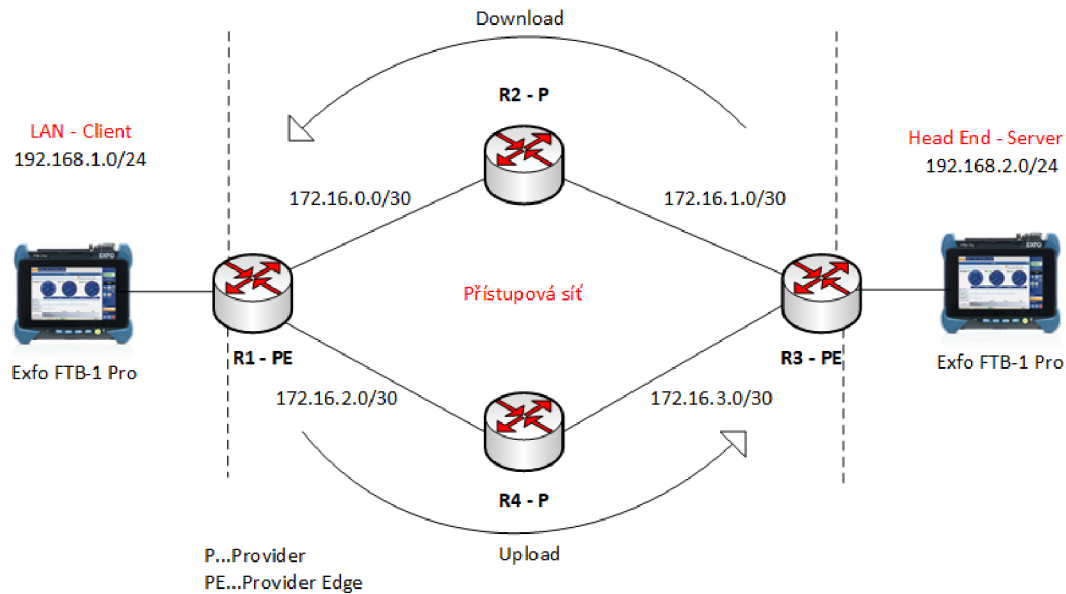 Download
R2 - P
LAN - Client
192.168.1.0/24
Head End - Server
192.168.2.0/24
172.16.0.0/30
172.16.1.0/30
EXFO
EXFO
Přístupová síť
R1 - PE
R3 - PE
Exfo FTB-1 Pro
Exfo FTB-1 Pro
172.16.2.0/30
172.16.3.0/30
R4 - P
Upload
P...Provider
PE...Provider Edge